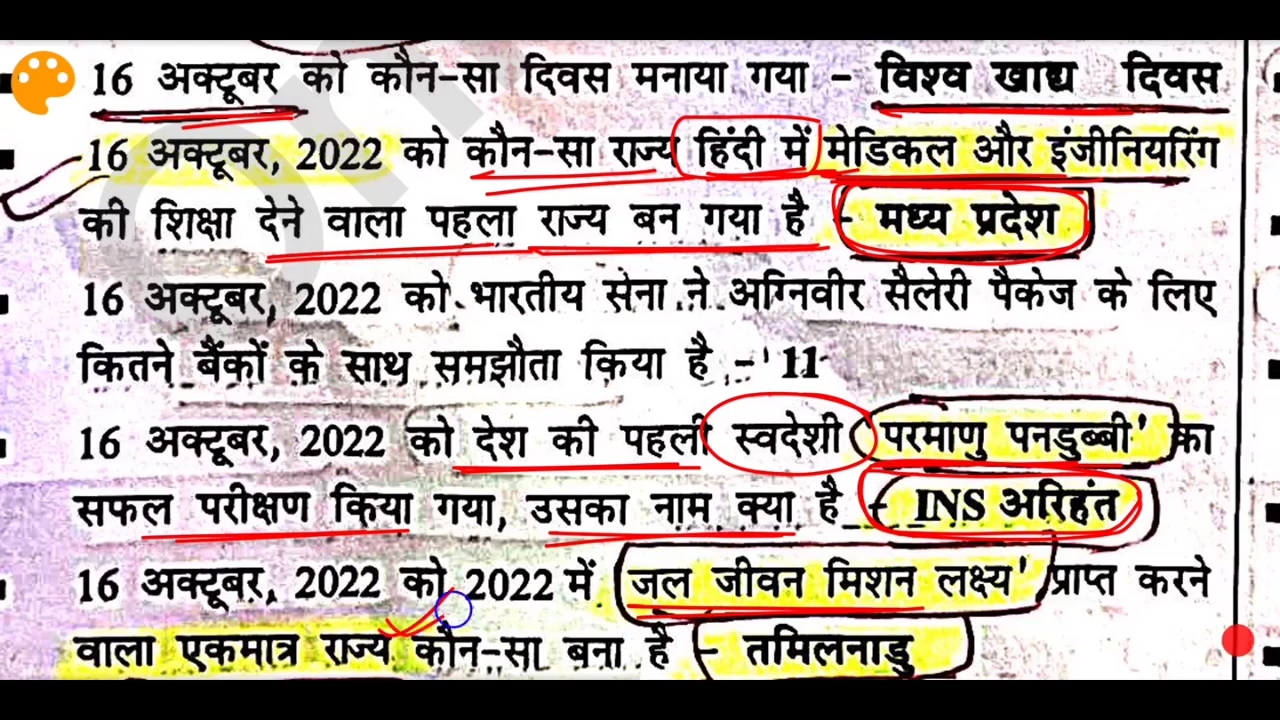 16 अक्टूबर को कौन-सा दिवस मनाया गया - विश्व खाद्य दिवस
16 अक्टूबर, 2022 को कौन-सा राज्य हिंदी में मेडिकल और इंजीनियरिंग
की शिक्षा देने वाला पहला राज्य बन गया है - मध्य प्रदेश
16 अक्टूबर, 2022 को भारतीय सेना ने अग्निवीर सैलेरी पैकेज के लिए
कितने बैंकों के साथ समझौता किया है - 11
16 अक्टूबर, 2022 को देश की पहली स्वदेशी परमाणु पनडुब्बी' का
सफल परीक्षण किया गया, उसका नाम क्या है - INS अरिहंत
16 अक्टूबर, 2022 को 2022 में जल जीवन मिशन लक्ष्य' प्राप्त करने
वाला एकमात्र राज्य कौन-सा बना है - तमिलनाडु